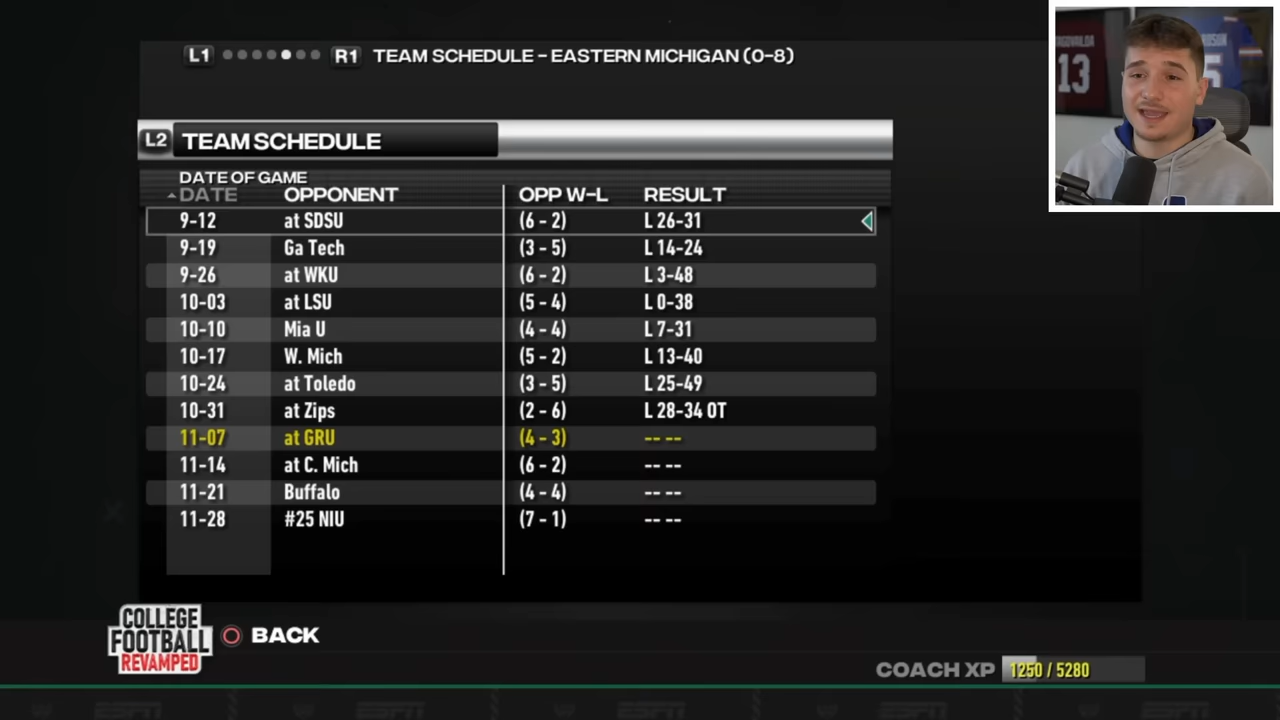 L1 R1 TEAM SCHEDULE – EASTERN MICHIGAN (0-8)
13
L2 TEAM SCHEDULE
DATE OF GAME
DATE OPPONENT OPP W-L RESULT
9-12 at SDSU (6 - 2) L 26-31
9-19 Ga Tech (3 - 5) L 14-24
9-26 at WKU (6 - 2) L 3-48
10-03 at LSU (5 - 4) L 0-38
10-10 Mia U (4 - 4) L 7-31
10-17 W. Mich (5 - 2) L 13-40
10-24 at Toledo (3 - 5) L 25-49
10-31 at Zips (2 - 6) L 28-34 OT
11-07 at GRU (4 - 3) -- --
11-14 at C. Mich (6 - 2) -- --
11-21 Buffalo (4 - 4) -- --
11-28 #25 NIU (7 - 1) -- --
COLLEGE
FOOTBALL
REVAMPED
BACK
COACH XP 1250 / 5280